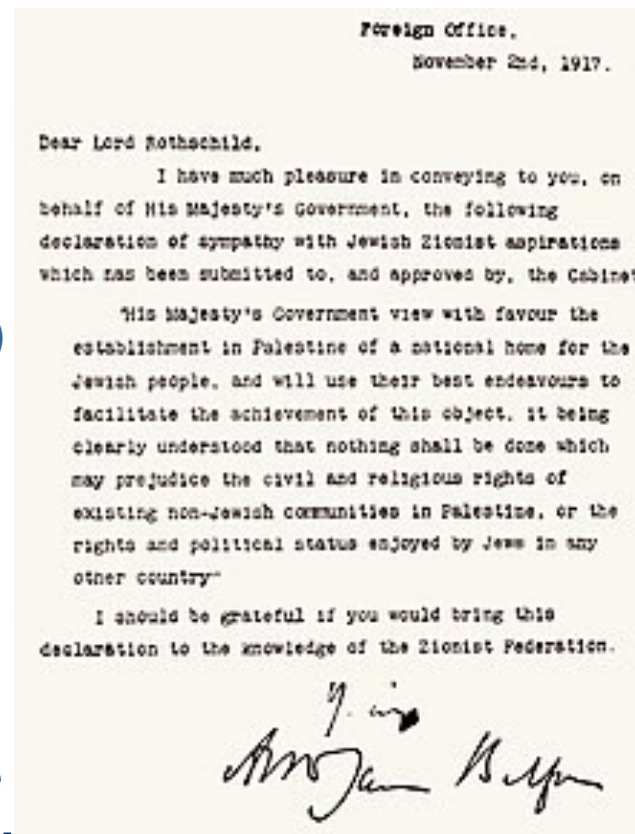 Foreign Office,
November 2nd, 1917.
Dear Lord Rothschild,
I have much pleasure in conveying to you, on
behalf of His Majesty's Government, the following
declaration of sympathy with Jewish Zionist aspirations
which has been submitted to, and approved by, the Cabinet
"His Majesty's Government view with favour the
establishment in Palestine of a national home for the
Jewish people, and will use their best endeavours to
facilitate the achievement of this object, it being
clearly understood that nothing shall be done which
may prejudice the civil and religious rights of
existing non-Jewish communities in Palestine, or the
rights and political status enjoyed by Jews in any
other country"
I should be grateful if you would bring this
declaration to the knowledge of the Zionist Federation.
Arthur James Balfour